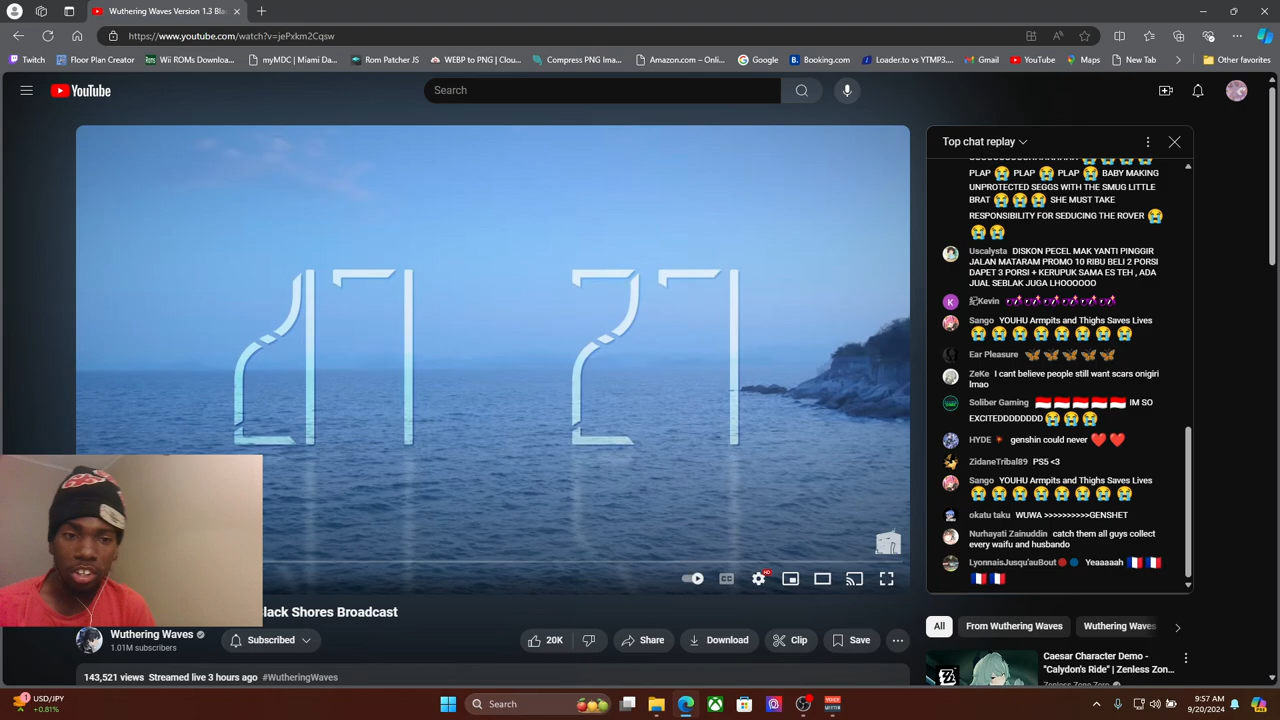 Wuthering Waves Version 1.3 Bla
https://www.youtube.com/watch?v=jePxkm2Cqsw
Twitch Floor Plan Creator Wii ROMs Downloa... myMDC | Miami Da... Rom Patcher JS WEBP to PNG | Clou... Compress PNG Ima... Amazon.com – Onli... Google Booking.com Loader.to vs YTMP3.... Gmail YouTube Maps New Tab Other favorites
YouTube
Search
Top chat replay
PLAP 😭 PLAP 😭 PLAP 😭 BABY MAKING
UNPROTECTED SEGGS WITH THE SMUG LITTLE
BRAT 😭 😭 😭 SHE MUST TAKE
RESPONSIBILITY FOR SEDUCING THE ROVER 😭
😭 😭
Uscalysta DISKON PECEL MAK YANTI PINGGIR
JALAN MATARAM PROMO 10 RIBU BELI 2 PORSI
DAPET 3 PORSI + KERUPUK SAMA ES TEH , ADA
JUAL SEBLAK JUGA LHOOOOOO
Kevin
Sango YOUHU Armpits and Thighs Saves Lives
😭 😭 😭 😭 😭 😭 😭 😭
Ear Pleasure 🦋 🦋 🦋 🦋 🦋
ZeKe I cant believe people still want scars onigiri
lmao
Soliber Gaming 🇮🇩 🇮🇩 🇮🇩 🇮🇩 🇮🇩 IM SO
EXCITEDDDDDDD 😭 😭 😭
HYDE genshin could never ❤️ ❤️
ZidaneTribal89 PS5 <3
Sango YOUHU Armpits and Thighs Saves Lives
😭 😭 😭 😭 😭 😭 😭 😭
okatu taku WUWA >>>>>>>>>>GENSHET
Nurhayati Zainuddin catch them all guys collect
every waifu and husbando
LyonnaisJusqu'auBout🔴🔵 Yeaaaaah 🇫🇷 🇫🇷
🇫🇷 🇫🇷
HD
lack Shores Broadcast
Wuthering Waves
1.01M subscribers
Subscribed
20K
Share
Download
Clip
Save
143,521 views Streamed live 3 hours ago #WutheringWaves
All From Wuthering Waves Wuthering Waves
Caesar Character Demo -
"Calydon's Ride" | Zenless Zon...
Zenless Zone Zero
USD/JPY
+0.81%
Search
VOICE
9:57 AM
9/20/2024